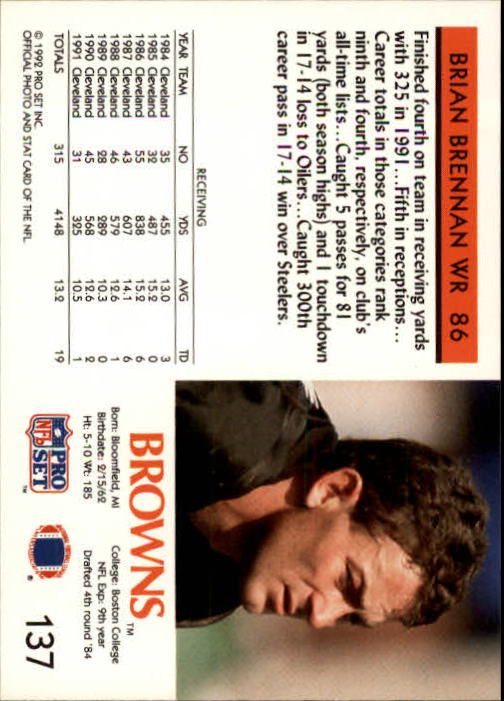 BRIAN BRENNAN WR 86
Finished fourth on team in receiving yards
with 325 in 1991...Fifth in receptions...
Career totals in those categories rank
ninth and fourth, respectively, on club's
all-time lists...Caught 5 passes for 81
yards (both season highs) and 1 touchdown
in 17-14 loss to Oilers...Caught 300th
career pass in 17-14 win over Steelers.
RECEIVING
YEAR TEAM NO YDS AVG TD
1984 Cleveland 35 455 13.0 3
1985 Cleveland 32 487 15.2 0
1986 Cleveland 55 838 15.2 6
1987 Cleveland 43 607 14.1 6
1988 Cleveland 46 579 12.6 1
1989 Cleveland 28 289 10.3 0
1990 Cleveland 45 568 12.6 2
1991 Cleveland 31 325 10.5 1
TOTALS 315 4148 13.2 19
© 1992 PRO SET INC.
OFFICIAL PHOTO AND STAT CARD OF THE NFL
BROWNS™
Born: Bloomfield, MI College: Boston College
Birthdate: 2/15/62 NFL Exp: 9th year
Ht: 5-10 Wt: 185 Drafted 4th round '84
NFL PRO SET ™
®
137